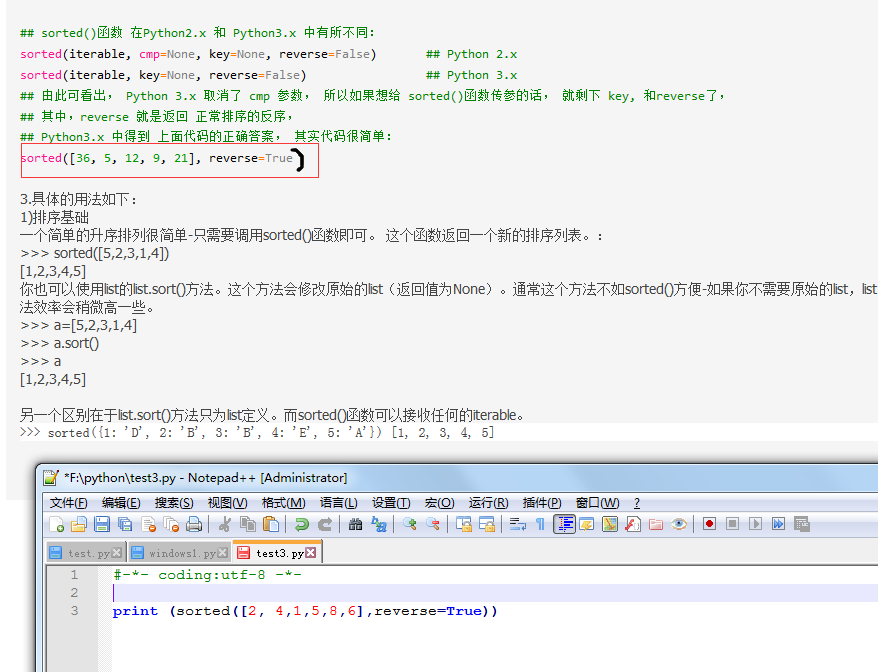 ## sorted()函数 在Python2.x 和 Python3.x 中有所不同：
sorted(iterable, cmp=None, key=None, reverse=False) ## Python 2.x
sorted(iterable, key=None, reverse=False) ## Python 3.x
## 由此可看出， Python 3.x 取消了 cmp 参数， 所以如果想给 sorted()函数传参的话， 就剩下 key, 和reverse了，
## 其中，reverse 就是返回 正常排序的反序，
## Python3.x 中得到 上面代码的正确答案， 其实代码很简单：
sorted([36, 5, 12, 9, 21], reverse=True)
3.具体的用法如下：
1)排序基础
一个简单的升序排列很简单-只需要调用sorted()函数即可。 这个函数返回一个新的排序列表。：
>>> sorted([5,2,3,1,4])
[1,2,3,4,5]
你也可以使用list的list.sort()方法。这个方法会修改原始的list（返回值为None）。通常这个方法不如sorted()方便-如果你不需要原始的list，list
法效率会稍微高一些。
>>> a=[5,2,3,1,4]
>>> a.sort()
>>> a
[1,2,3,4,5]
另一个区别在于list.sort()方法只为list定义。而sorted()函数可以接收任何的iterable。
>>> sorted({1: 'D', 2: 'B', 3: 'B', 4: 'E', 5: 'A'}) [1, 2, 3, 4, 5]
*F:\python\test3.py - Notepad++ [Administrator]
文件(F) 编辑(E) 搜索(S) 视图(V) 格式(M) 语言(L) 设置(T) 宏(O) 运行(R) 插件(P) 窗口(W) ?
test.py windows1.py test3.py
1 #-*- coding:utf-8 -*-
2
3 print (sorted([2, 4,1,5,8,6],reverse=True))